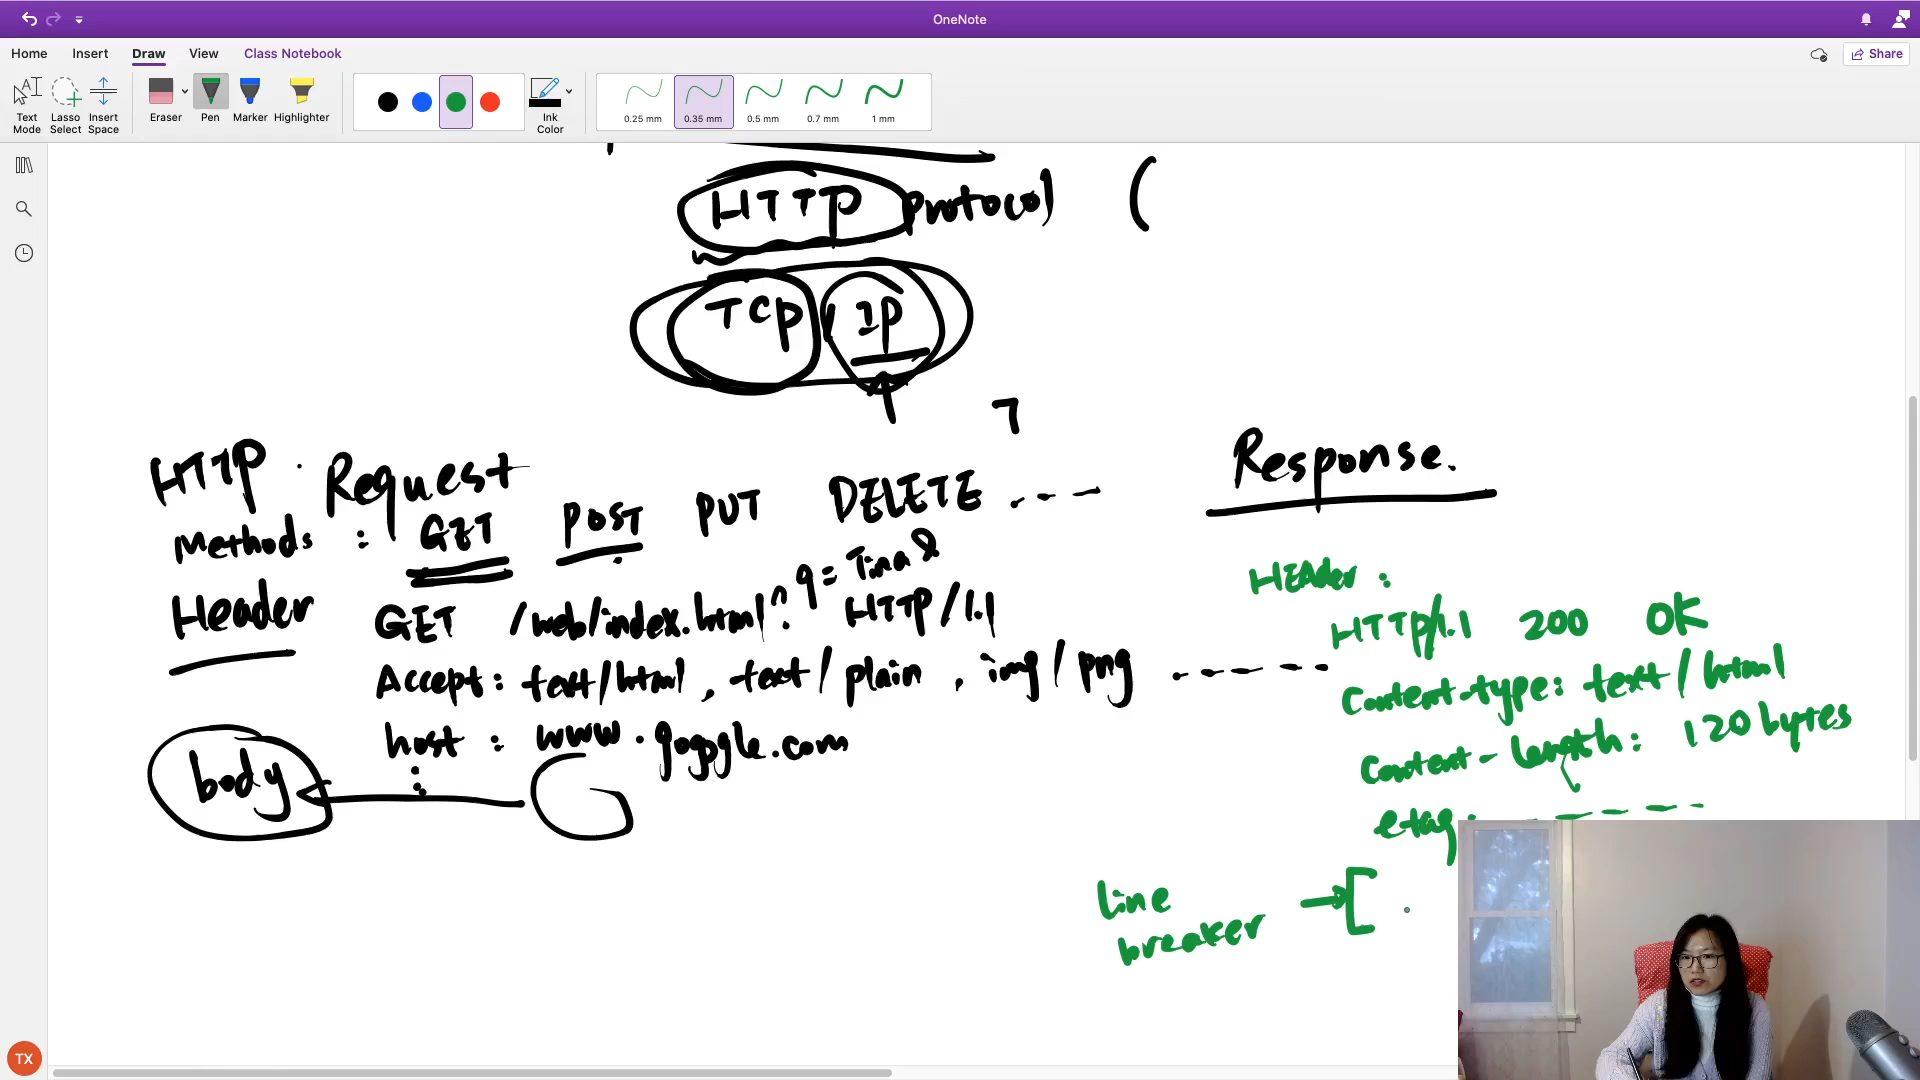 OneNote
Home Insert Draw View Class Notebook
Share
Text Mode
Lasso Select
Insert Space
Eraser
Pen
Marker
Highlighter
Ink Color
0.25 mm
0.35 mm
0.5 mm
0.7 mm
1 mm
HTTP protocol (
TCP IP
HTTP Request
Methods : GET POST PUT DELETE ----
Header
GET /web/index.html? q = Tina & HTTP/1.1
Accept: text/html, text/plain, img/png ------
host : www.gogogle.com
body
Response.
HEAder :
HTTP/1.1 200 OK
Content-type: text/html
Content-length: 120 bytes
etag: -----
line
breaker → [
TX